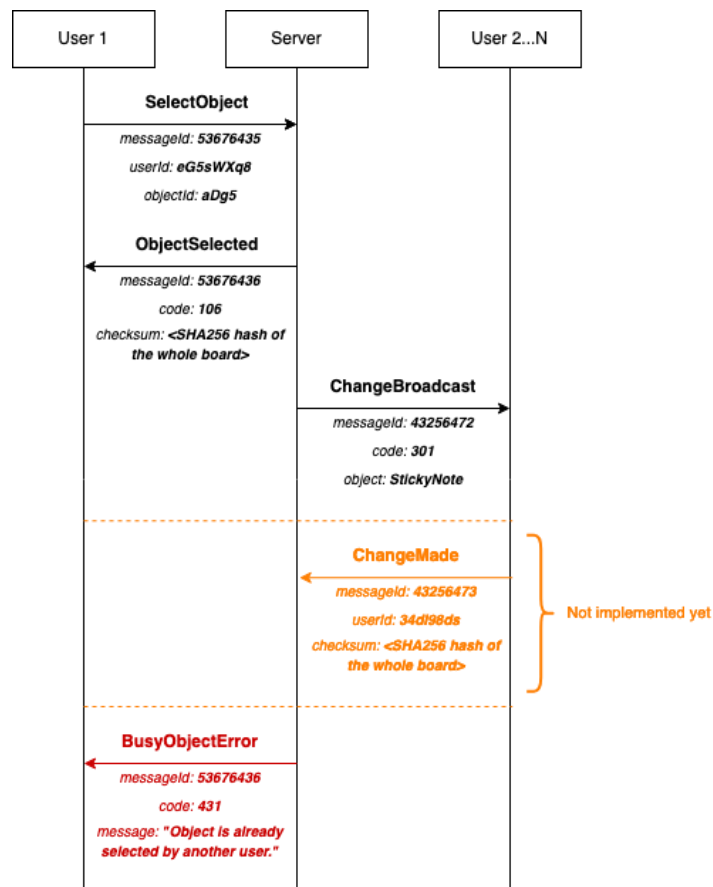 User 1
Server
User 2...N
SelectObject
messageId: 53676435
userId: eG5sWXq8
objectId: aDg5
ObjectSelected
messageId: 53676436
code: 106
checksum: <SHA256 hash of
the whole board>
ChangeBroadcast
messageId: 43256472
code: 301
object: StickyNote
ChangeMade
messageId: 43256473
userId: 34dl98ds
checksum: <SHA256 hash of
the whole board>
Not implemented yet
BusyObjectError
messageId: 53676436
code: 431
message: "Object is already
selected by another user."